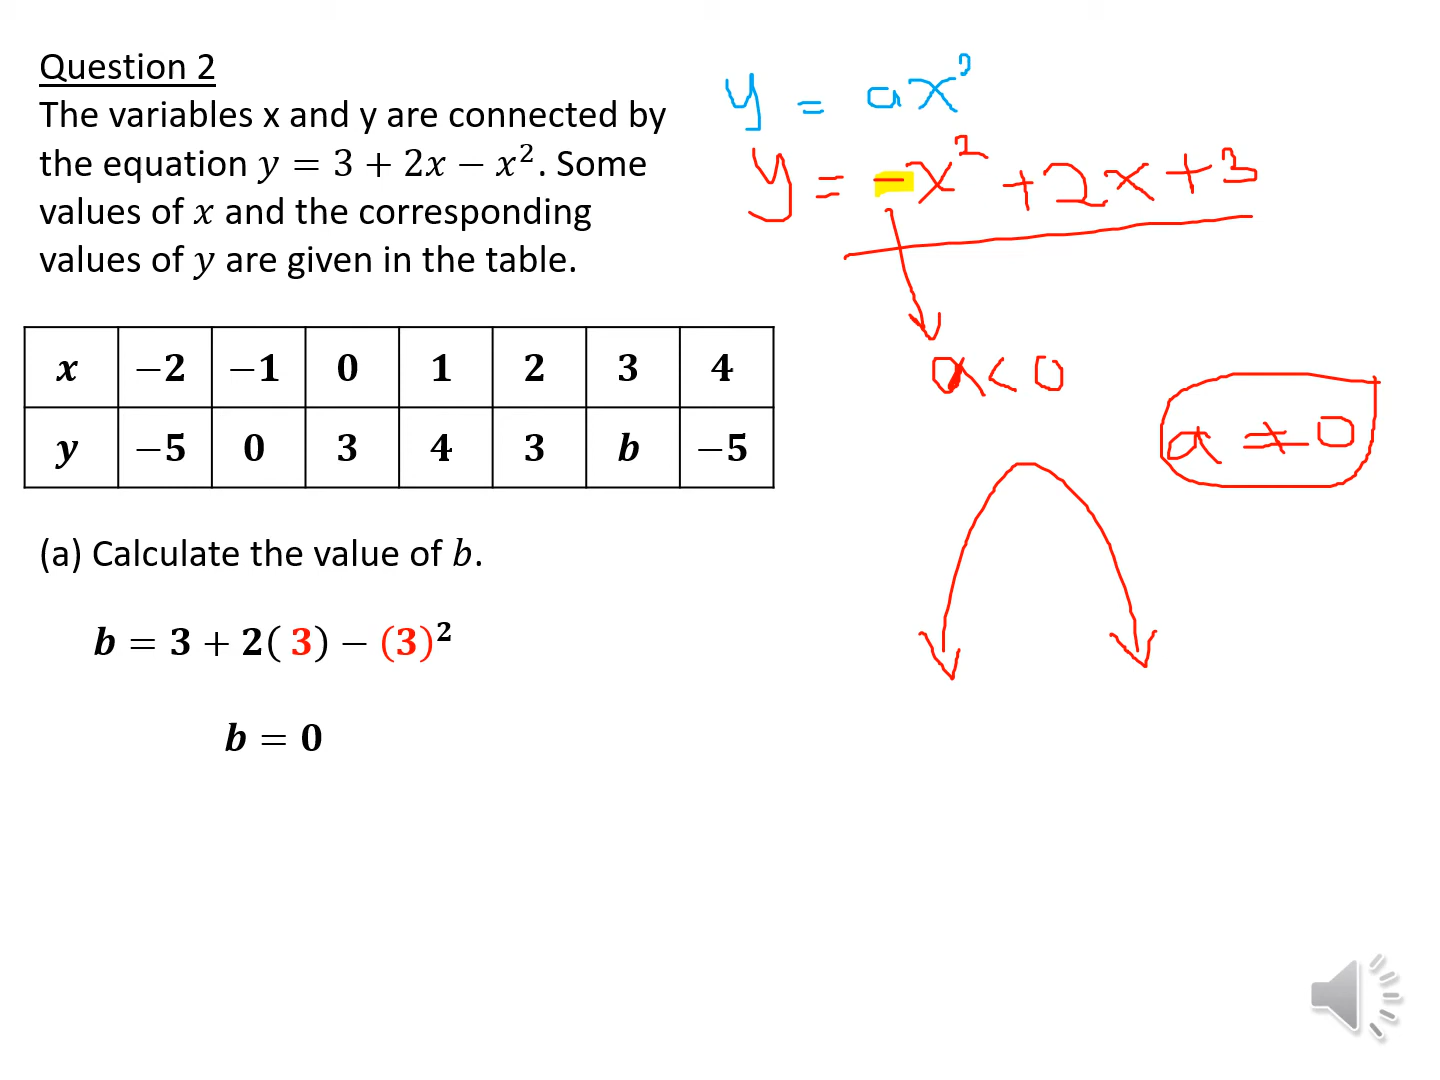 Question 2
The variables x and y are connected by
the equation y = 3 + 2x − x². Some
values of x and the corresponding
values of y are given in the table.
x −2 −1 0 1 2 3 4
y −5 0 3 4 3 b −5
(a) Calculate the value of b.
b = 3 + 2( 3) − (3)²
b = 0
y = ax²
y = -x² + 2x + 3
a < 0
a ≠ 0